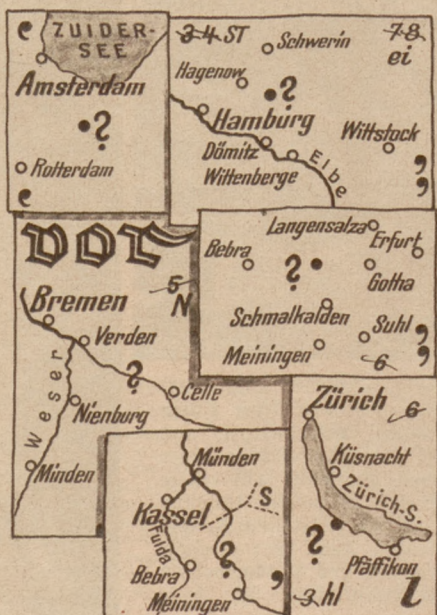 e
ZUIDER-
SEE
Amsterdam
?
Rotterdam
e
3 4 ST
7 8
ei
Schwerin
Hagenow
?
Hamburg
Wittstock
Dömitz
Wittenberge
Elbe
,
,
vor
5
N
Bremen
Verden
?
Celle
Weser
Nienburg
Minden
Langensalza
Erfurt
Bebra
?
Gotha
Schmalkalden
Suhl
Meiningen
6
,
,
Münden
Kassel
S
Fulda
?
Bebra
Meiningen
,
Zürich
6
Küsnacht
Zürich-S.
?
Pfäffikon
3 hl
l